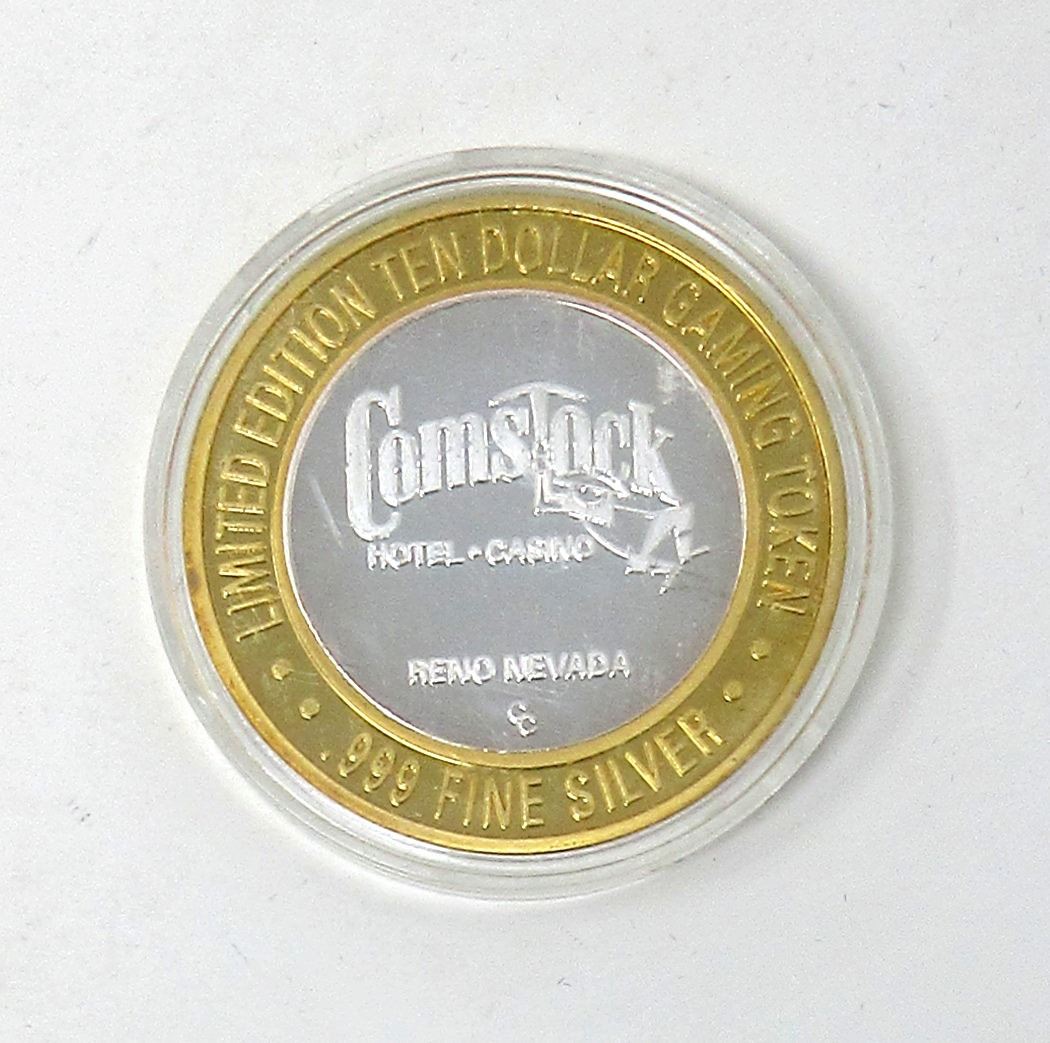 LIMITED EDITION TEN DOLLAR GAMING TOKEN
Comstock
HOTEL • CASINO
RENO NEVADA
.999 FINE SILVER